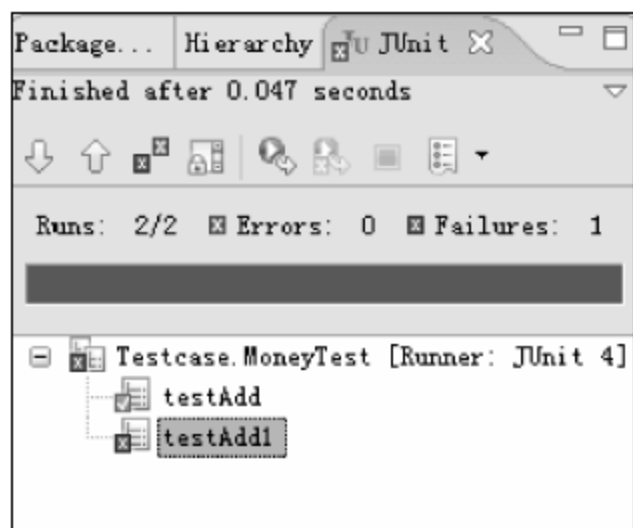 Package... Hierarchy JU JUnit
Finished after 0.047 seconds
Runs: 2/2 Errors: 0 Failures: 1
Testcase.MoneyTest [Runner: JUnit 4]
testAdd
testAdd1